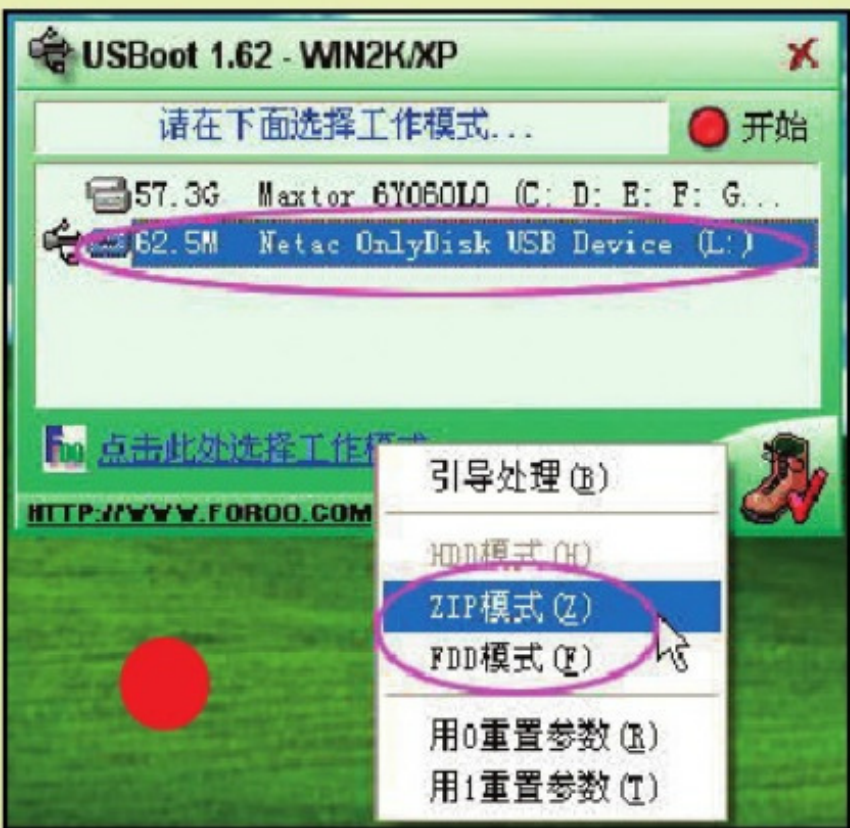 USBoot 1.62 - WIN2K/XP
请在下面选择工作模式...
开始
57.3G Maxtor 6Y060L0 (C: D: E: F: G...
62.5M Netac OnlyDisk USB Device (L:)
点击此处选择工作模式
HTTP://WWW.FOROO.COM
引导处理(B)
HDD模式(H)
ZIP模式(Z)
FDD模式(F)
用0重置参数(R)
用1重置参数(T)